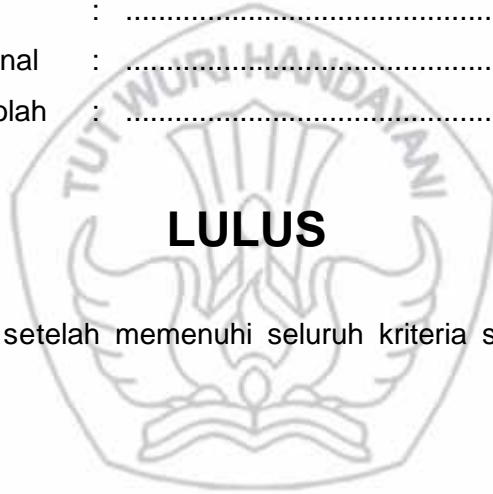 : ................................................
nal : ................................................
olah : ................................................
TUT WURI HANDAYANI
LULUS
setelah memenuhi seluruh kriteria s